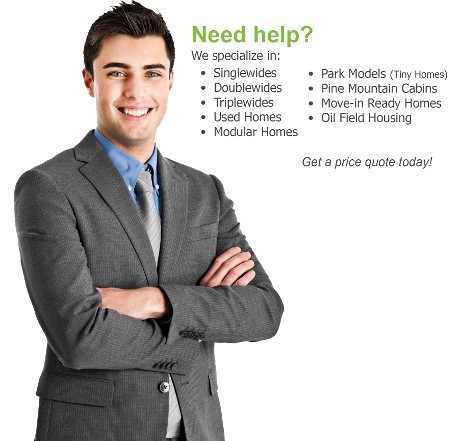 Need help?
We specialize in:
• Singlewides
• Doublewides
• Triplewides
• Used Homes
• Modular Homes
• Park Models (Tiny Homes)
• Pine Mountain Cabins
• Move-in Ready Homes
• Oil Field Housing
Get a price quote today!